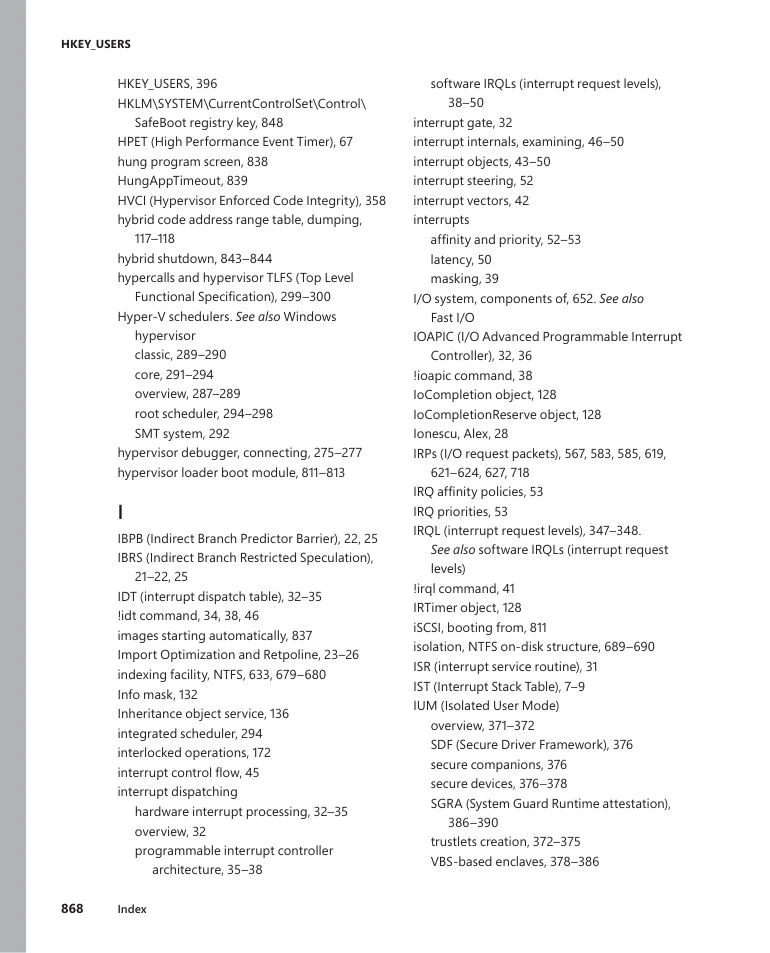 HKEY_USERS
HKEY_USERS, 396
HKLM\SYSTEM\CurrentControlSet\Control\
SafeBoot registry key, 848
HPET (High Performance Event Timer), 67
hung program screen, 838
HungAppTimeout, 839
HVCI (Hypervisor Enforced Code Integrity), 358
hybrid code address range table, dumping,
117–118
hybrid shutdown, 843–844
hypercalls and hypervisor TLFS (Top Level
Functional Specification), 299–300
Hyper-V schedulers. See also Windows
hypervisor
classic, 289–290
core, 291–294
overview, 287–289
root scheduler, 294–298
SMT system, 292
hypervisor debugger, connecting, 275–277
hypervisor loader boot module, 811–813
I
IBPB (Indirect Branch Predictor Barrier), 22, 25
IBRS (Indirect Branch Restricted Speculation),
21–22, 25
IDT (interrupt dispatch table), 32–35
!idt command, 34, 38, 46
images starting automatically, 837
Import Optimization and Retpoline, 23–26
indexing facility, NTFS, 633, 679–680
Info mask, 132
Inheritance object service, 136
integrated scheduler, 294
interlocked operations, 172
interrupt control flow, 45
interrupt dispatching
hardware interrupt processing, 32–35
overview, 32
programmable interrupt controller
architecture, 35–38
software IRQLs (interrupt request levels),
38–50
interrupt gate, 32
interrupt internals, examining, 46–50
interrupt objects, 43–50
interrupt steering, 52
interrupt vectors, 42
interrupts
affinity and priority, 52–53
latency, 50
masking, 39
I/O system, components of, 652. See also
Fast I/O
IOAPIC (I/O Advanced Programmable Interrupt
Controller), 32, 36
!ioapic command, 38
IoCompletion object, 128
IoCompletionReserve object, 128
Ionescu, Alex, 28
IRPs (I/O request packets), 567, 583, 585, 619,
621–624, 627, 718
IRQ affinity policies, 53
IRQ priorities, 53
IRQL (interrupt request levels), 347–348.
See also software IRQLs (interrupt request
levels)
!irql command, 41
IRTimer object, 128
iSCSI, booting from, 811
isolation, NTFS on-disk structure, 689–690
ISR (interrupt service routine), 31
IST (Interrupt Stack Table), 7–9
IUM (Isolated User Mode)
overview, 371–372
SDF (Secure Driver Framework), 376
secure companions, 376
secure devices, 376–378
SGRA (System Guard Runtime attestation),
386–390
trustlets creation, 372–375
VBS-based enclaves, 378–386
868 Index